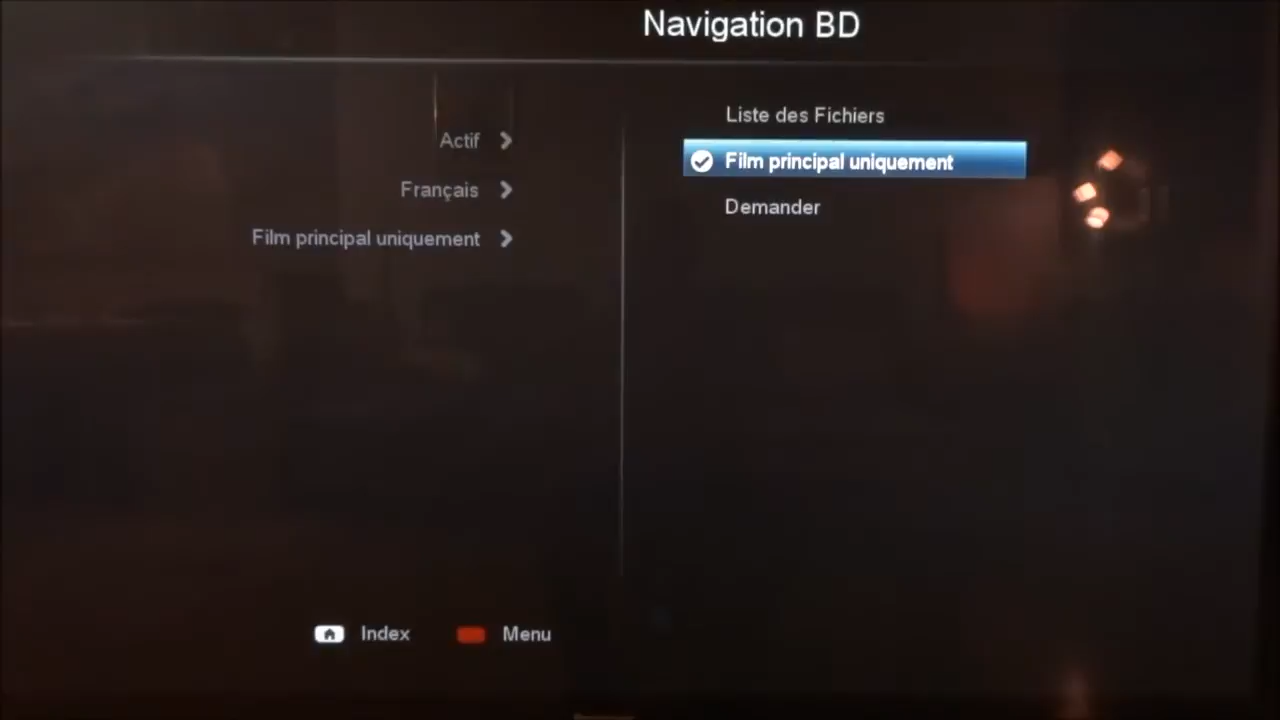 Navigation BD
Actif
Français
Film principal uniquement
Liste des Fichiers
Film principal uniquement
Demander
Index
Menu